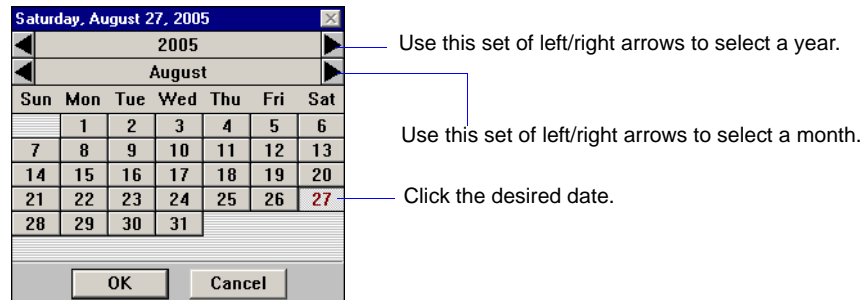 Saturday, August 27, 2005
2005
Use this set of left/right arrows to select a year.
August
Sun Mon Tue Wed Thu Fri Sat
1 2 3 4 5 6
Use this set of left/right arrows to select a month.
7 8 9 10 11 12 13
14 15 16 17 18 19 20
21 22 23 24 25 26 27
Click the desired date.
28 29 30 31
OK Cancel